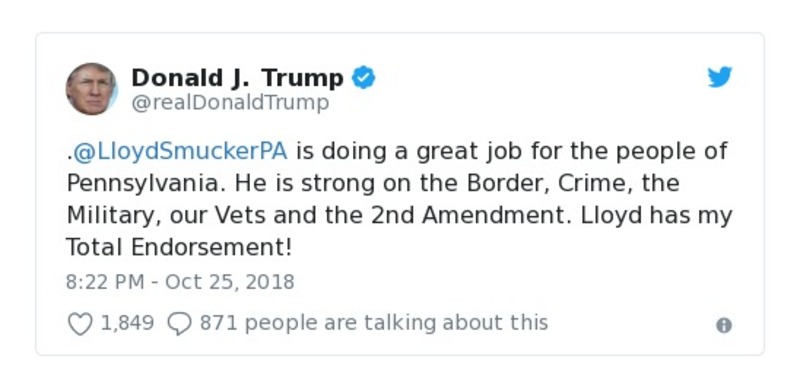 Donald J. Trump
@realDonaldTrump
.@LloydSmuckerPA is doing a great job for the people of
Pennsylvania. He is strong on the Border, Crime, the
Military, our Vets and the 2nd Amendment. Lloyd has my
Total Endorsement!
8:22 PM - Oct 25, 2018
1,849 871 people are talking about this